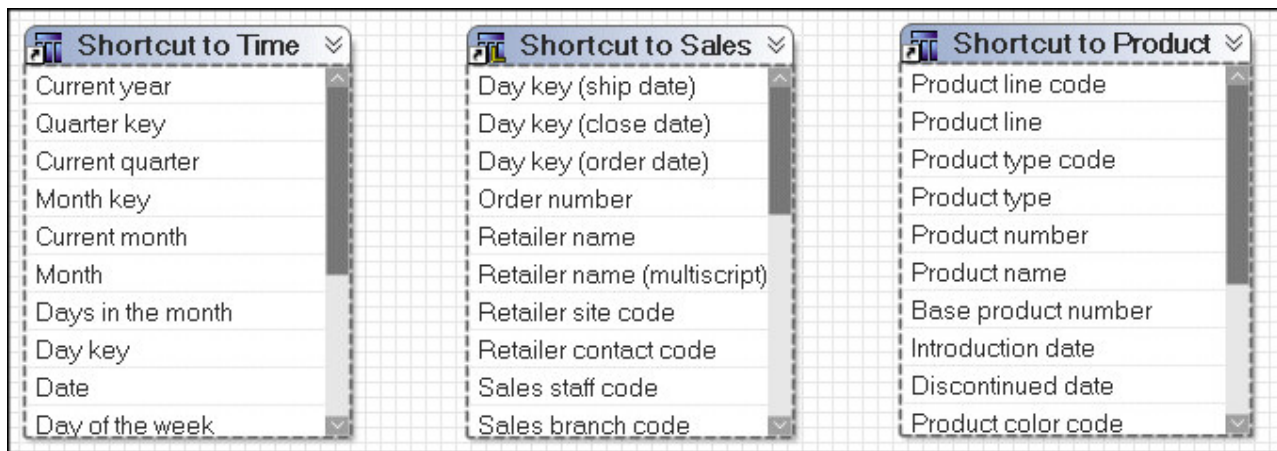 Shortcut to Time
Current year
Quarter key
Current quarter
Month key
Current month
Month
Days in the month
Day key
Date
Day of the week
Shortcut to Sales
Day key (ship date)
Day key (close date)
Day key (order date)
Order number
Retailer name
Retailer name (multiscript)
Retailer site code
Retailer contact code
Sales staff code
Sales branch code
Shortcut to Product
Product line code
Product line
Product type code
Product type
Product number
Product name
Base product number
Introduction date
Discontinued date
Product color code